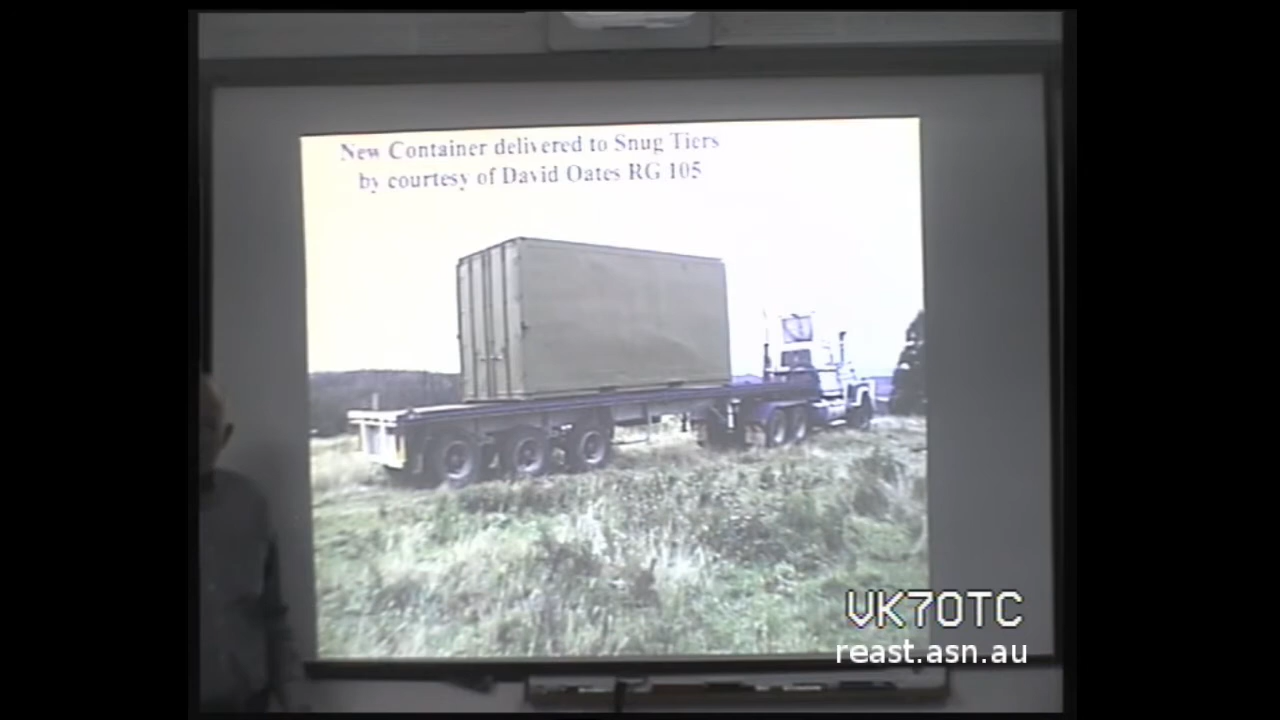 New Container delivered to Snug Tiers
by courtesy of David Oates RG 105
VK7OTC
reast.asn.au